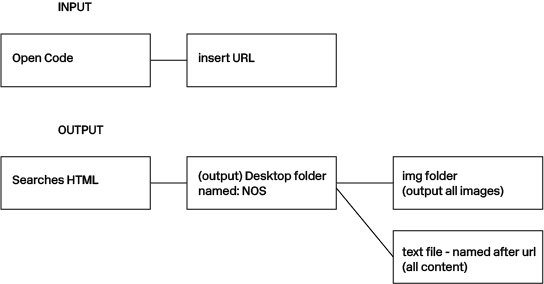 INPUT
Open Code
insert URL
OUTPUT
Searches HTML
(output) Desktop folder
named: NOS
img folder
(output all images)
text file - named after url
(all content)